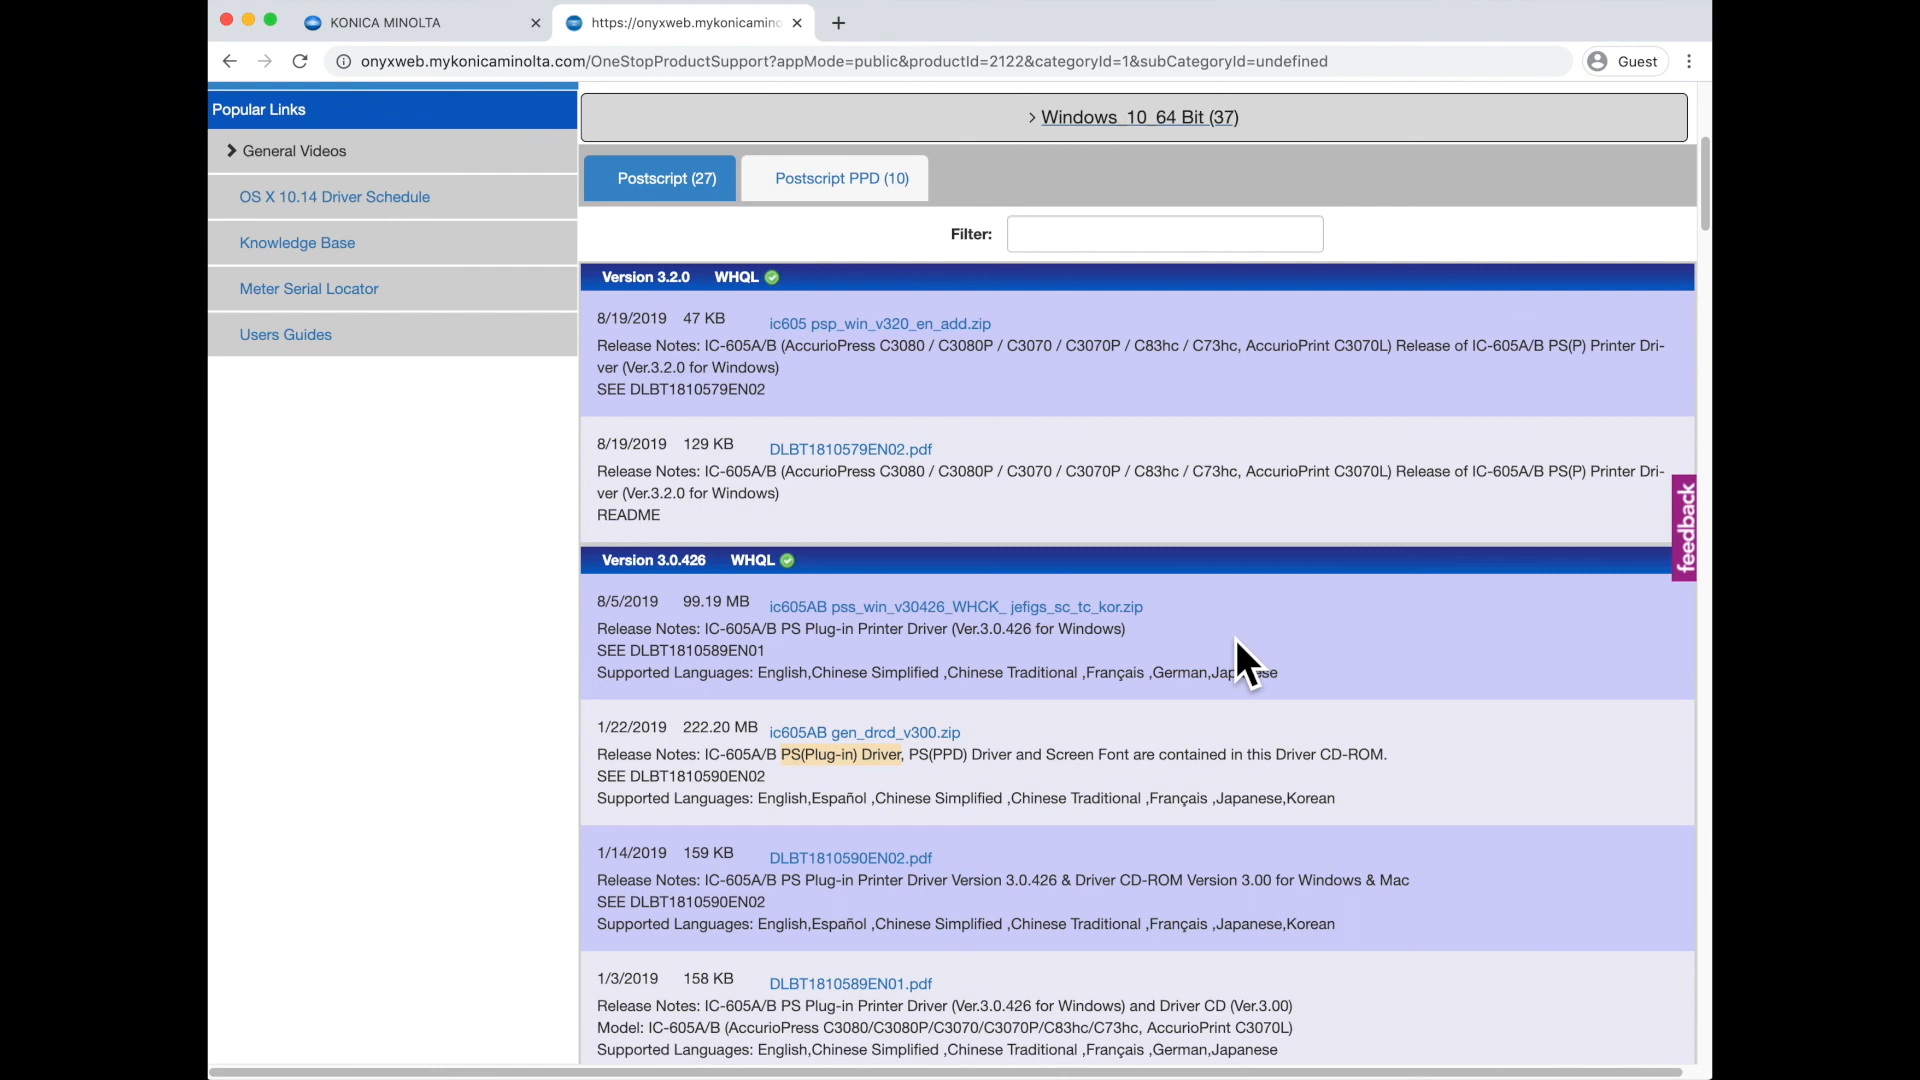 KONICA MINOLTA
https://onyxweb.mykonicamino
onyxweb.mykonicaminolta.com/OneStopProductSupport?appMode=public&productId=2122&categoryId=1&subCategoryId=undefined
Guest
Popular Links
General Videos
OS X 10.14 Driver Schedule
Knowledge Base
Meter Serial Locator
Users Guides
> Windows_10_64 Bit (37)
Postscript (27)
Postscript PPD (10)
Filter:
Version 3.2.0 WHQL
8/19/2019 47 KB ic605 psp_win_v320_en_add.zip
Release Notes: IC-605A/B (AccurioPress C3080 / C3080P / C3070 / C3070P / C83hc / C73hc, AccurioPrint C3070L) Release of IC-605A/B PS(P) Printer Dri-
ver (Ver.3.2.0 for Windows)
SEE DLBT1810579EN02
8/19/2019 129 KB DLBT1810579EN02.pdf
Release Notes: IC-605A/B (AccurioPress C3080 / C3080P / C3070 / C3070P / C83hc / C73hc, AccurioPrint C3070L) Release of IC-605A/B PS(P) Printer Dri-
ver (Ver.3.2.0 for Windows)
README
feedback
Version 3.0.426 WHQL
8/5/2019 99.19 MB ic605AB pss_win_v30426_WHCK_ jefigs_sc_tc_kor.zip
Release Notes: IC-605A/B PS Plug-in Printer Driver (Ver.3.0.426 for Windows)
SEE DLBT1810589EN01
Supported Languages: English,Chinese Simplified ,Chinese Traditional ,Français ,German,Japanese
1/22/2019 222.20 MB ic605AB gen_drcd_v300.zip
Release Notes: IC-605A/B PS(Plug-in) Driver, PS(PPD) Driver and Screen Font are contained in this Driver CD-ROM.
SEE DLBT1810590EN02
Supported Languages: English,Español ,Chinese Simplified ,Chinese Traditional ,Français ,Japanese,Korean
1/14/2019 159 KB DLBT1810590EN02.pdf
Release Notes: IC-605A/B PS Plug-in Printer Driver Version 3.0.426 & Driver CD-ROM Version 3.00 for Windows & Mac
SEE DLBT1810590EN02
Supported Languages: English,Español ,Chinese Simplified ,Chinese Traditional ,Français ,Japanese,Korean
1/3/2019 158 KB DLBT1810589EN01.pdf
Release Notes: IC-605A/B PS Plug-in Printer Driver (Ver.3.0.426 for Windows) and Driver CD (Ver.3.00)
Model: IC-605A/B (AccurioPress C3080/C3080P/C3070/C3070P/C83hc/C73hc, AccurioPrint C3070L)
Supported Languages: English,Chinese Simplified ,Chinese Traditional ,Français ,German,Japanese